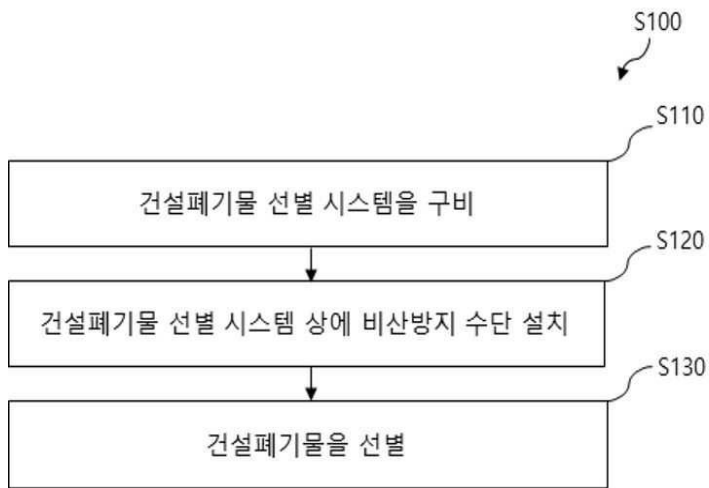 S100
S110
건설폐기물 선별 시스템을 구비
S120
건설폐기물 선별 시스템 상에 비산방지 수단 설치
S130
건설폐기물을 선별